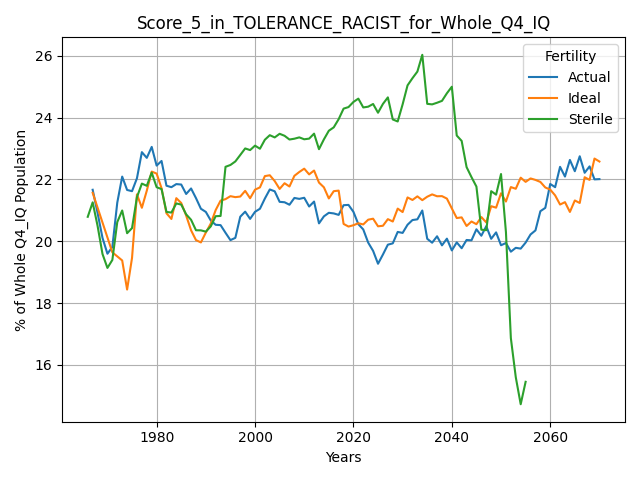 Score_5_in_TOLERANCE_RACIST_for_Whole_Q4_IQ
Fertility
Actual
Ideal
Sterile
% of Whole Q4_IQ Population
26
24
22
20
18
16
1980
2000
2020
2040
2060
Years